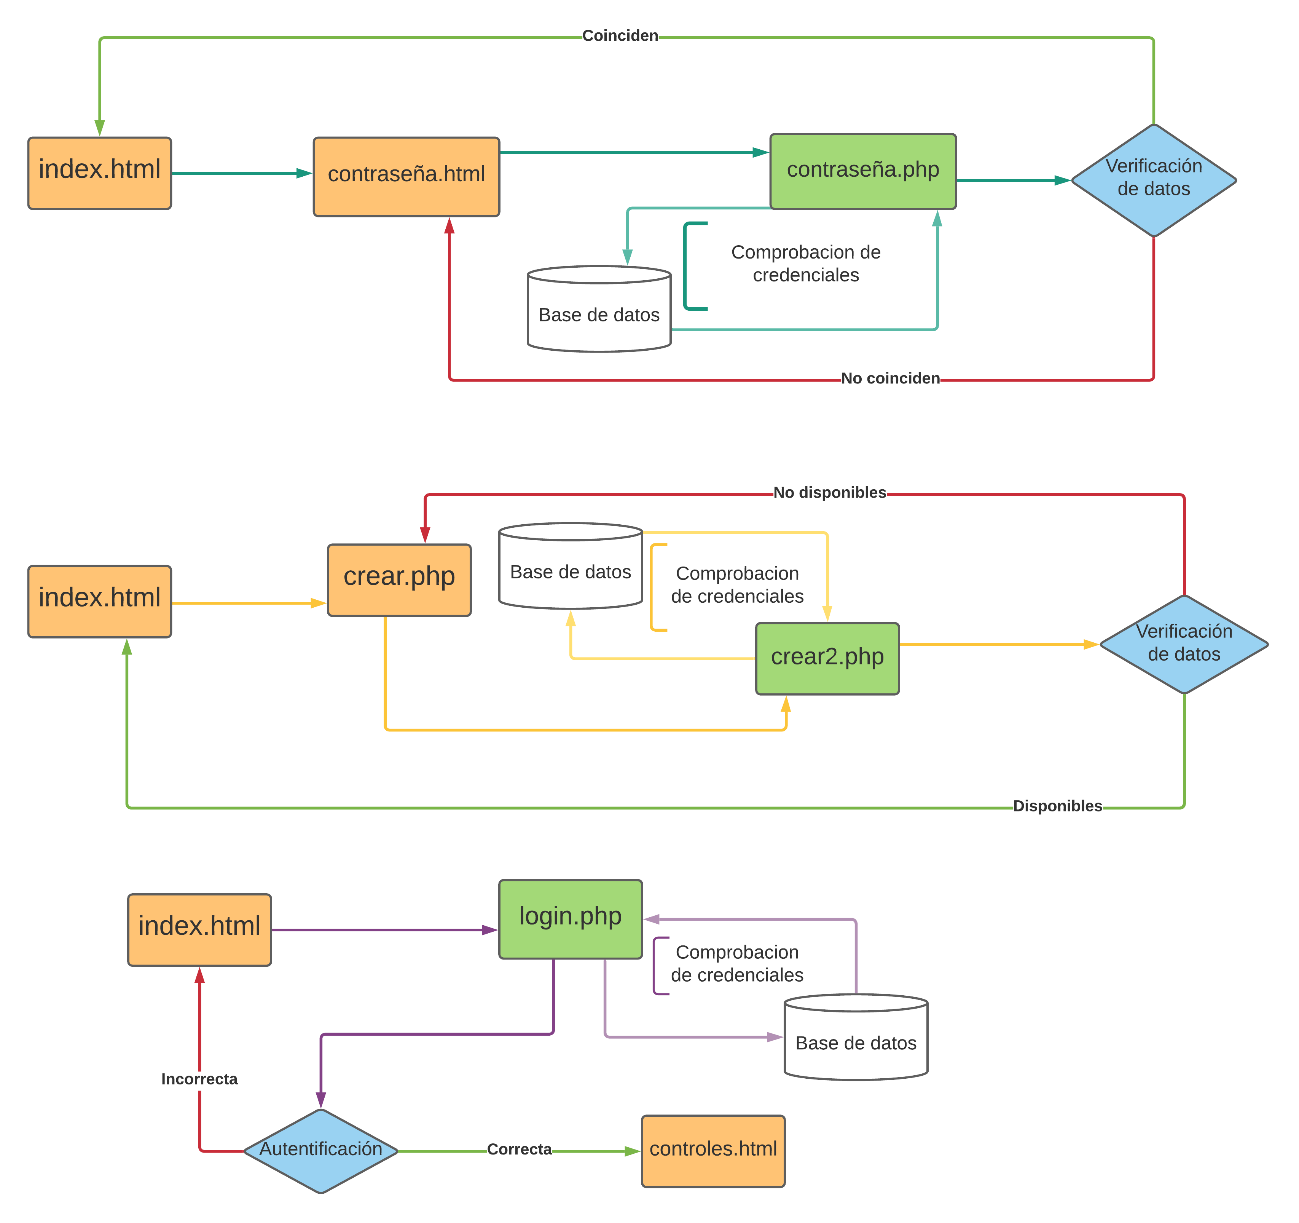 Coinciden
index.html
contraseña.html
contraseña.php
Verificación
de datos
Comprobacion de
credenciales
Base de datos
No coinciden
No disponibles
index.html
crear.php
Base de datos
Comprobacion
de credenciales
crear2.php
Verificación
de datos
Disponibles
index.html
login.php
Comprobacion
de credenciales
Base de datos
Incorrecta
Autentificación
Correcta
controles.html